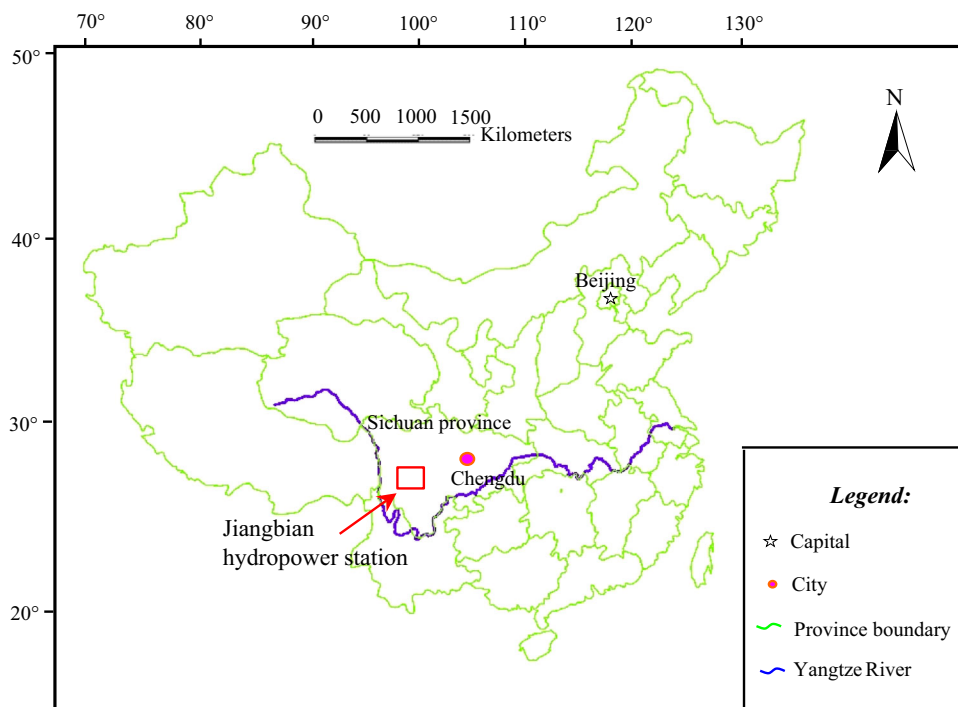 70° 80° 90° 100° 110° 120° 130°
50°
40°
30°
20°
0 500 1000 1500
Kilometers
N
Beijing
Sichuan province
Chengdu
Jiangbian
hydropower station
Legend:
Capital
City
Province boundary
Yangtze River